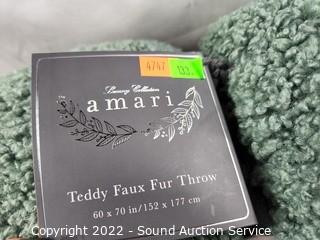 4747 133
Luxury Collection
amari
Teddy Faux Fur Throw
60 x 70 in/152 x 177 cm
Copyright 2022 - Sound Auction Service